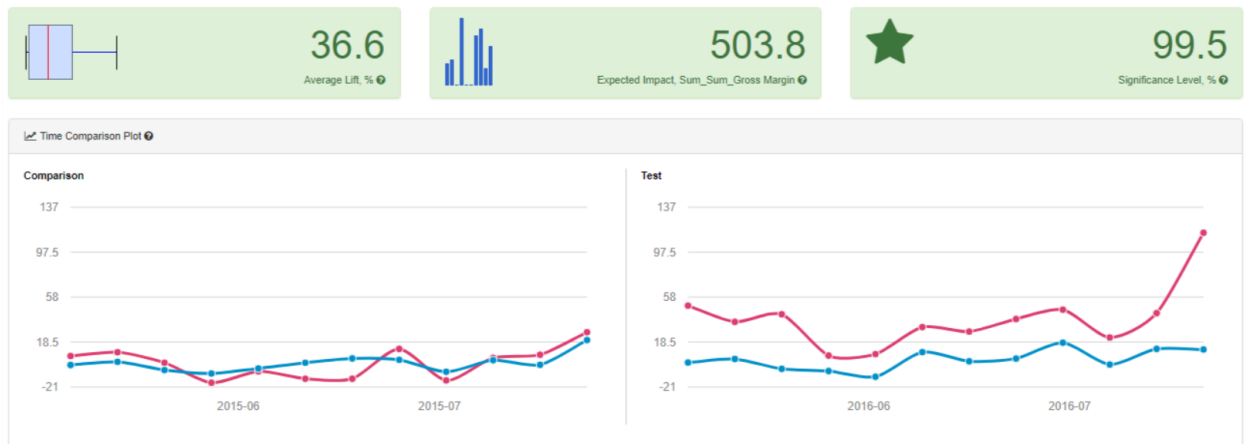 36.6
Average Lift, %
503.8
Expected Impact, Sum_Sum_Gross Margin
99.5
Significance Level, %
Time Comparison Plot
Comparison
137
97.5
58
18.5
-21
2015-06 2015-07
Test
137
97.5
58
18.5
-21
2016-06 2016-07